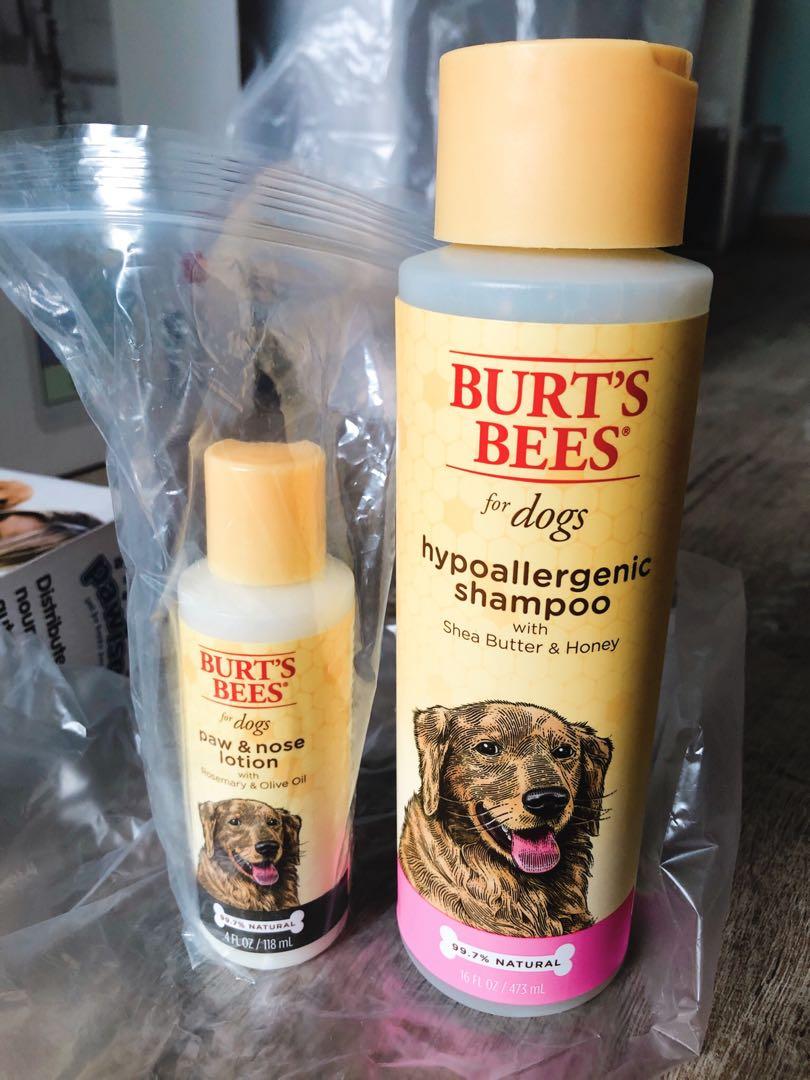 BURT'S
BEES®
for dogs
hypoallergenic
shampoo
with
Shea Butter & Honey
99.7% NATURAL
16 FL OZ / 473 mL
BURT'S
BEES®
for dogs
paw & nose
lotion
with
Rosemary & Olive Oil
99.7% NATURAL
4 FL OZ / 118 mL
Distribute
nour